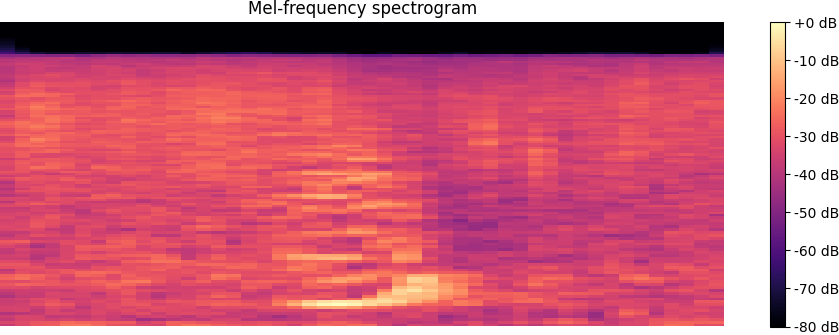 Mel-frequency spectrogram
+0 dB
-10 dB
-20 dB
-30 dB
-40 dB
-50 dB
-60 dB
-70 dB
-80 dB